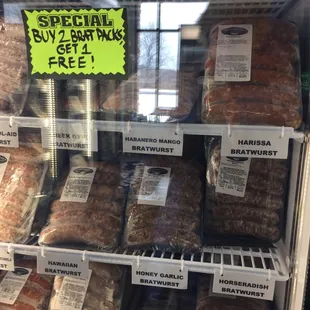 SPECIAL
BUY 2 BRAT PACKS
GET 1
FREE!
HABANERO MANGO
BRATWURST
HARISSA
BRATWURST
BRATWURST
HAWAIIAN
BRATWURST
HONEY GARLIC
BRATWURST
HORSERADISH
BRATWURST